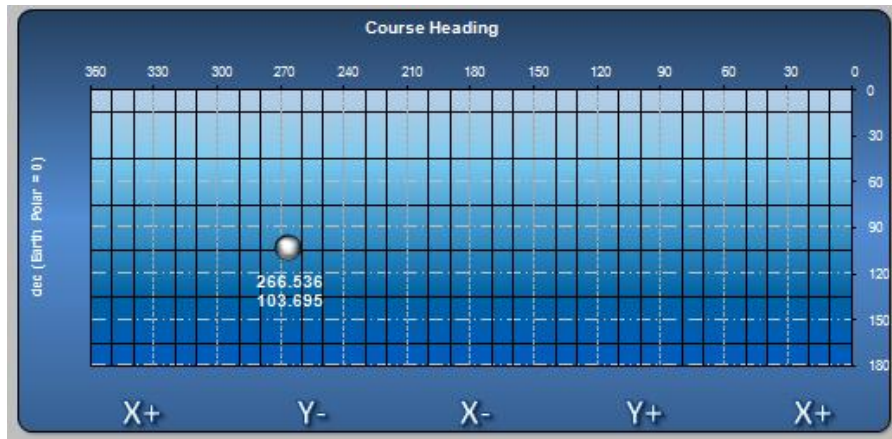 Course Heading
360 330 300 270 240 210 180 150 120 90 60 30 0
0
30
60
90
120
150
180
dec (Earth Polar = 0)
266.536
103.695
X+ Y- X- Y+ X+